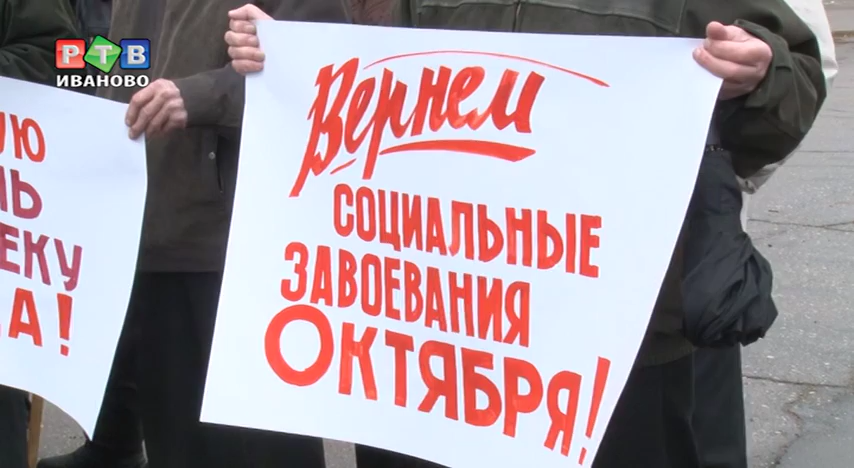 РТВ
ИВАНОВО
Вернем
СОЦИАЛЬНЫЕ
ЗАВОЕВАНИЯ
ОКТЯБРЯ!